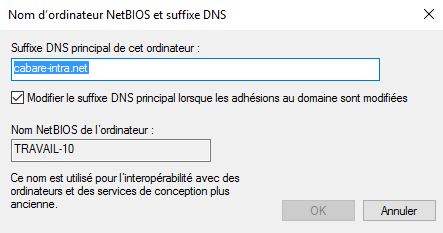 Nom d'ordinateur NetBIOS et suffixe DNS
Suffixe DNS principal de cet ordinateur :
cabare-intra.net
Modifier le suffixe DNS principal lorsque les adhésions au domaine sont modifiées
Nom NetBIOS de l'ordinateur :
TRAVAIL-10
Ce nom est utilisé pour l'interopérabilité avec des
ordinateurs et des services de conception plus
ancienne.
OK
Annuler